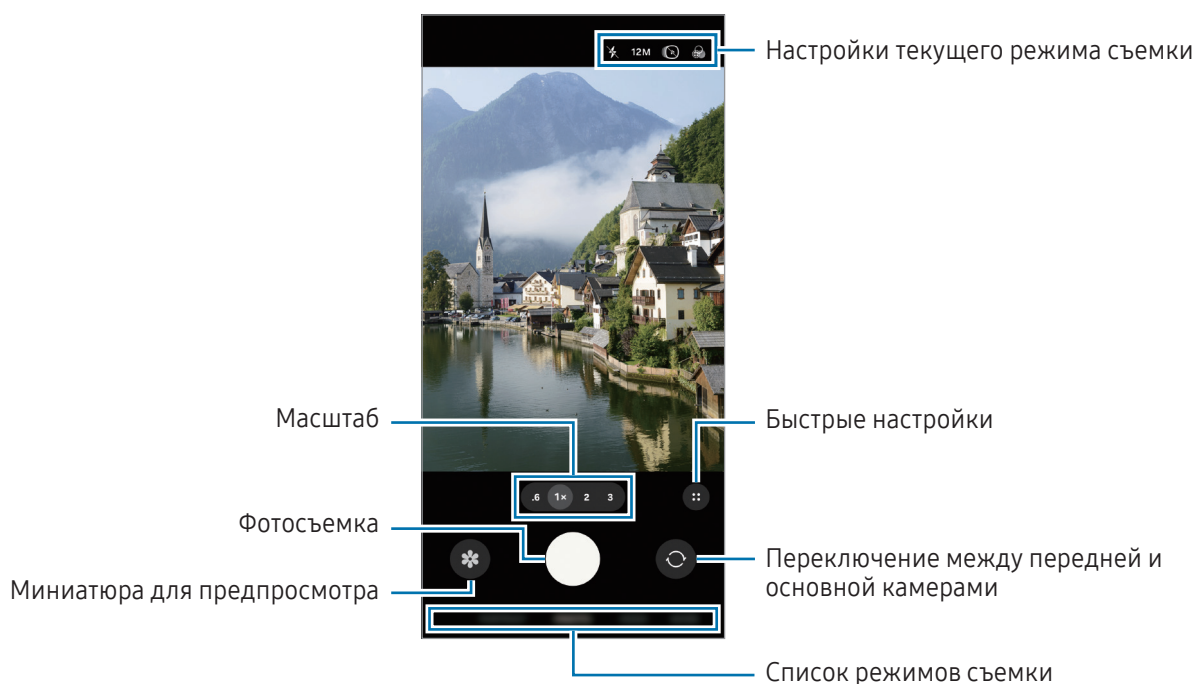 12M
Настройки текущего режима съемки
Масштаб
Быстрые настройки
.6 1× 2 3
Фотосъемка
Переключение между передней и
основной камерами
Миниатюра для предпросмотра
Список режимов съемки